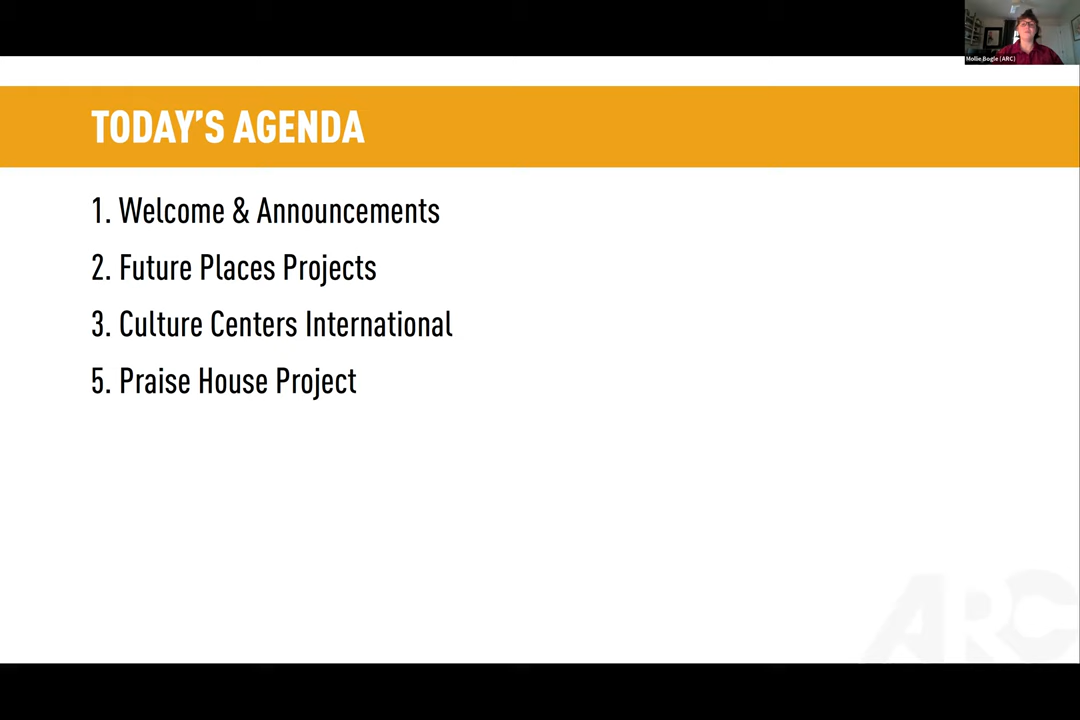 Mollie Bogle (ARC)
TODAY'S AGENDA
1. Welcome & Announcements
2. Future Places Projects
3. Culture Centers International
5. Praise House Project
ARC